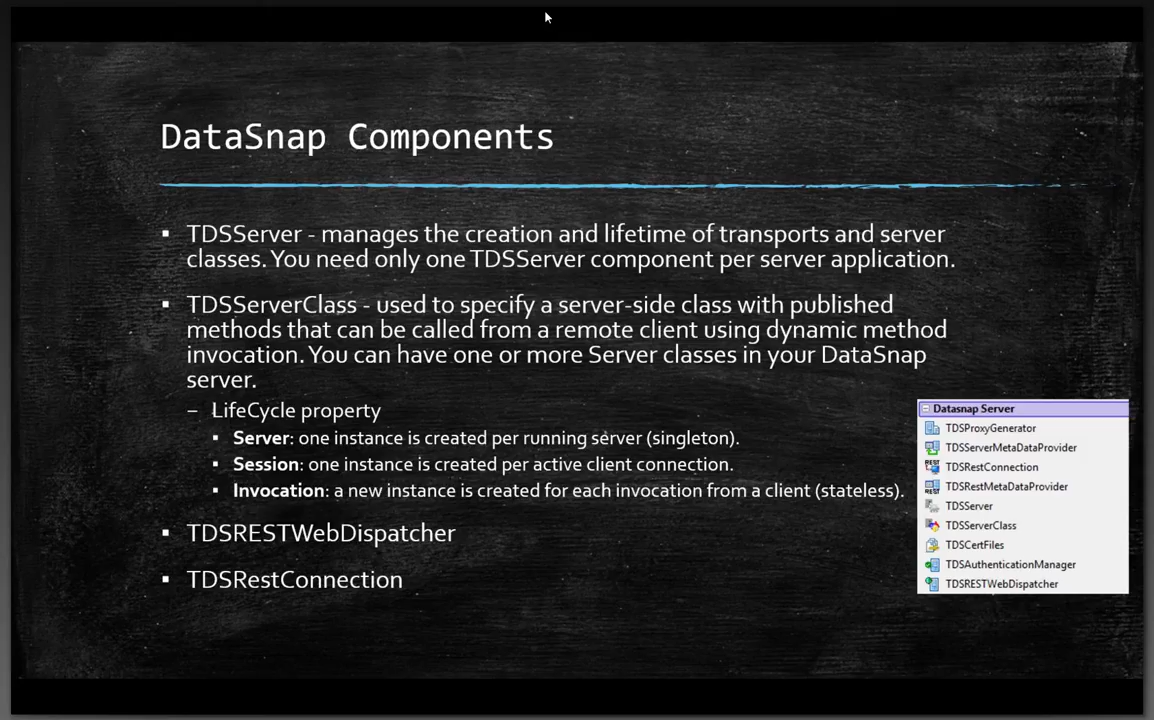 DataSnap Components
▪ TDSServer - manages the creation and lifetime of transports and server
classes. You need only one TDSServer component per server application.
▪ TDSServerClass - used to specify a server-side class with published
methods that can be called from a remote client using dynamic method
invocation. You can have one or more Server classes in your DataSnap
server.
– LifeCycle property
▪ Server: one instance is created per running server (singleton).
▪ Session: one instance is created per active client connection.
▪ Invocation: a new instance is created for each invocation from a client (stateless).
▪ TDSRESTWebDispatcher
▪ TDSRestConnection
Datasnap Server
TDSProxyGenerator
TDSServerMetaDataProvider
REST TDSRestConnection
REST TDSRestMetaDataProvider
TDSServer
TDSServerClass
TDSCertFiles
TDSAuthenticationManager
TDSRESTWebDispatcher